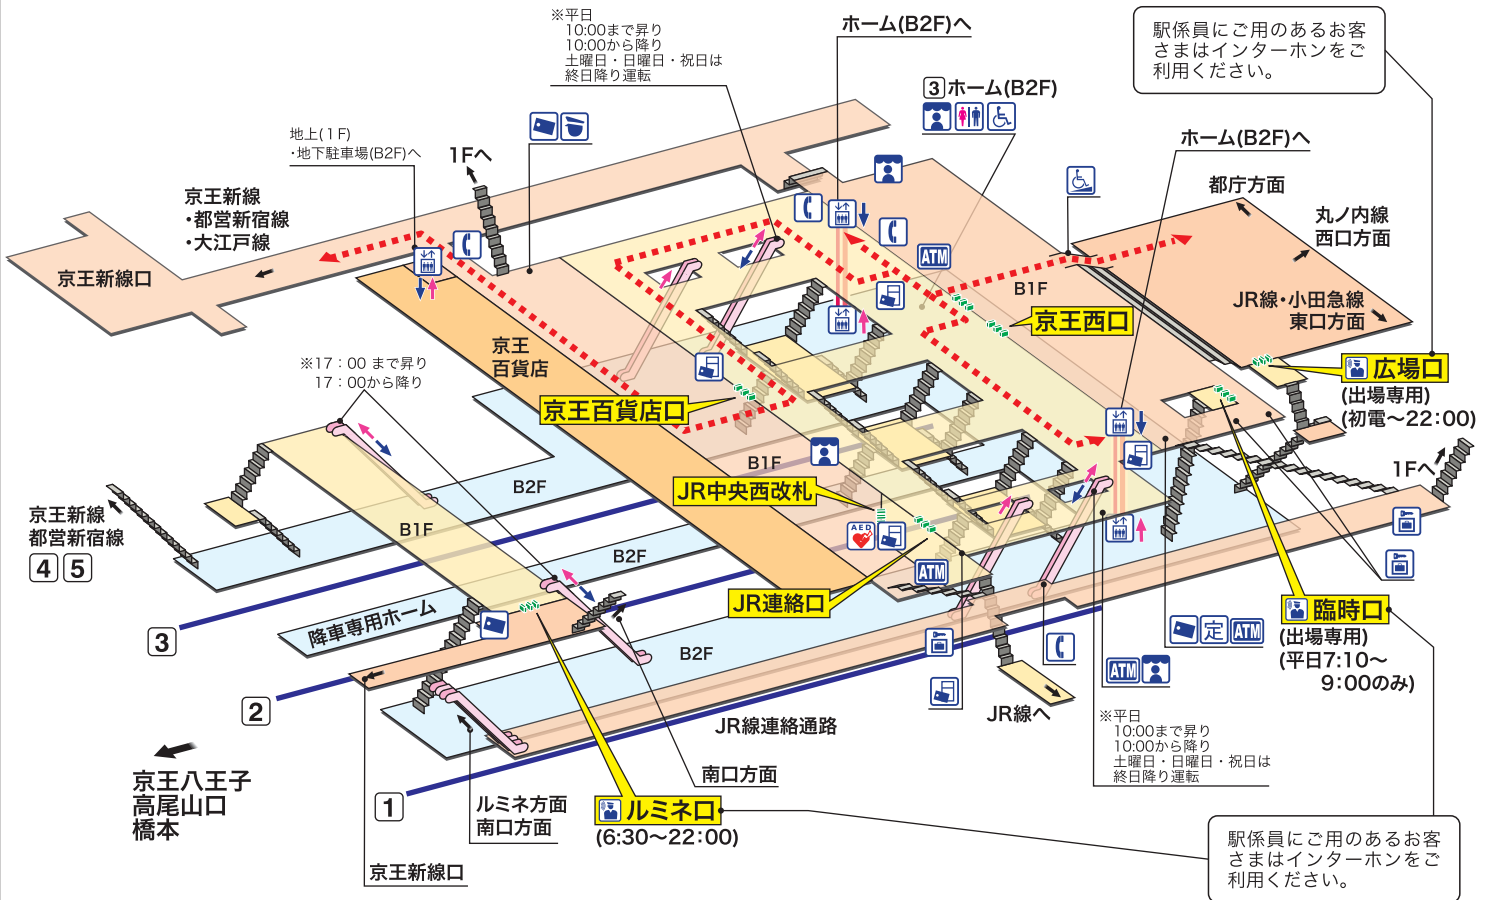 ※平日
10:00まで昇り
10:00から降り
土曜日・日曜日・祝日は
終日降り運転
ホーム(B2F)へ
駅係員にご用のあるお客
さまはインターホンをご
利用ください。
3 ホーム(B2F)
地上(1F)
・地下駐車場(B2F)へ
1Fへ
ホーム(B2F)へ
京王新線
・都営新宿線
・大江戸線
都庁方面
丸ノ内線
西口方面
京王新線口
ATM
B1F
JR線・小田急線
東口方面
京王西口
京王
百貨店
※17：00 まで昇り
17：00から降り
広場口
(出場専用)
(初電〜22:00)
京王百貨店口
B1F
1Fへ
JR中央西改札
B2F
京王新線
都営新宿線
4 5
B1F
AED
B2F
ATM
JR連絡口
降車専用ホーム
臨時口
(出場専用)
(平日7:10〜
9:00のみ)
定
ATM
3
B2F
ATM
2
JR線へ
JR線連絡通路
※平日
10:00まで昇り
10:00から降り
土曜日・日曜日・祝日は
終日降り運転
京王八王子
高尾山口
橋本
南口方面
1
ルミネ方面
南口方面
ルミネ口
(6:30〜22:00)
駅係員にご用のあるお客
さまはインターホンをご
利用ください。
京王新線口